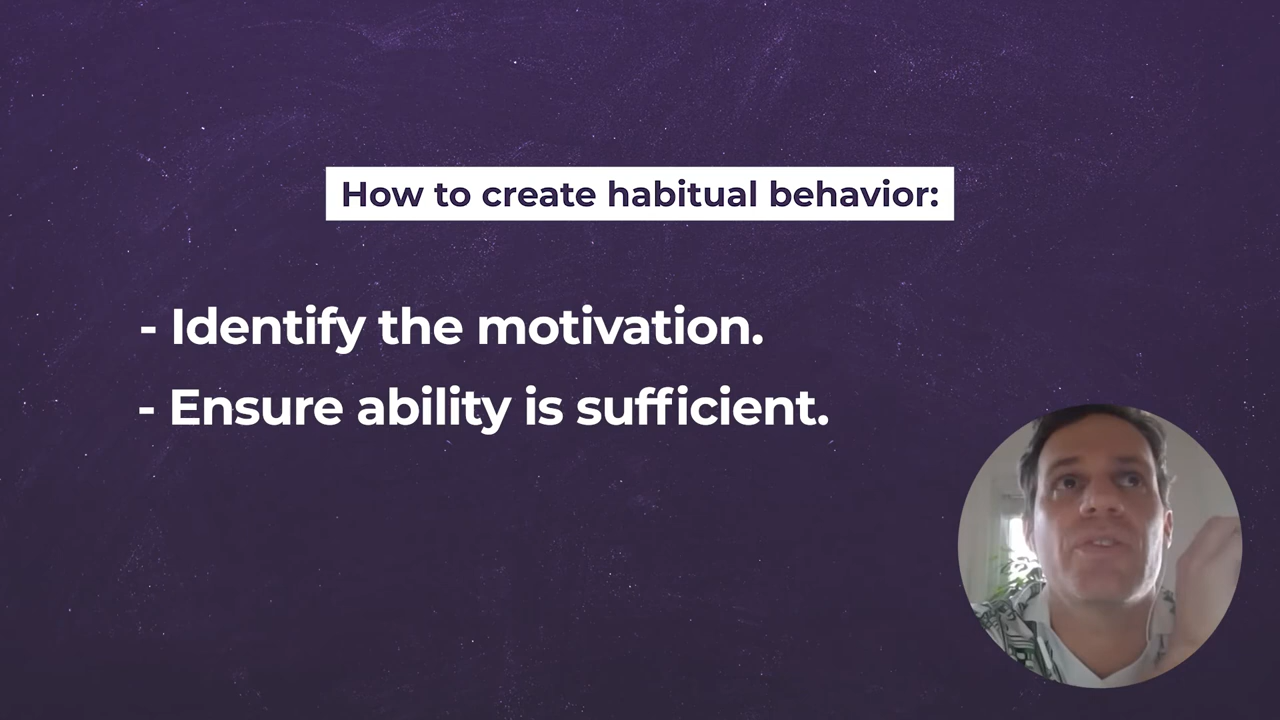 How to create habitual behavior:
- Identify the motivation.
- Ensure ability is sufficient.